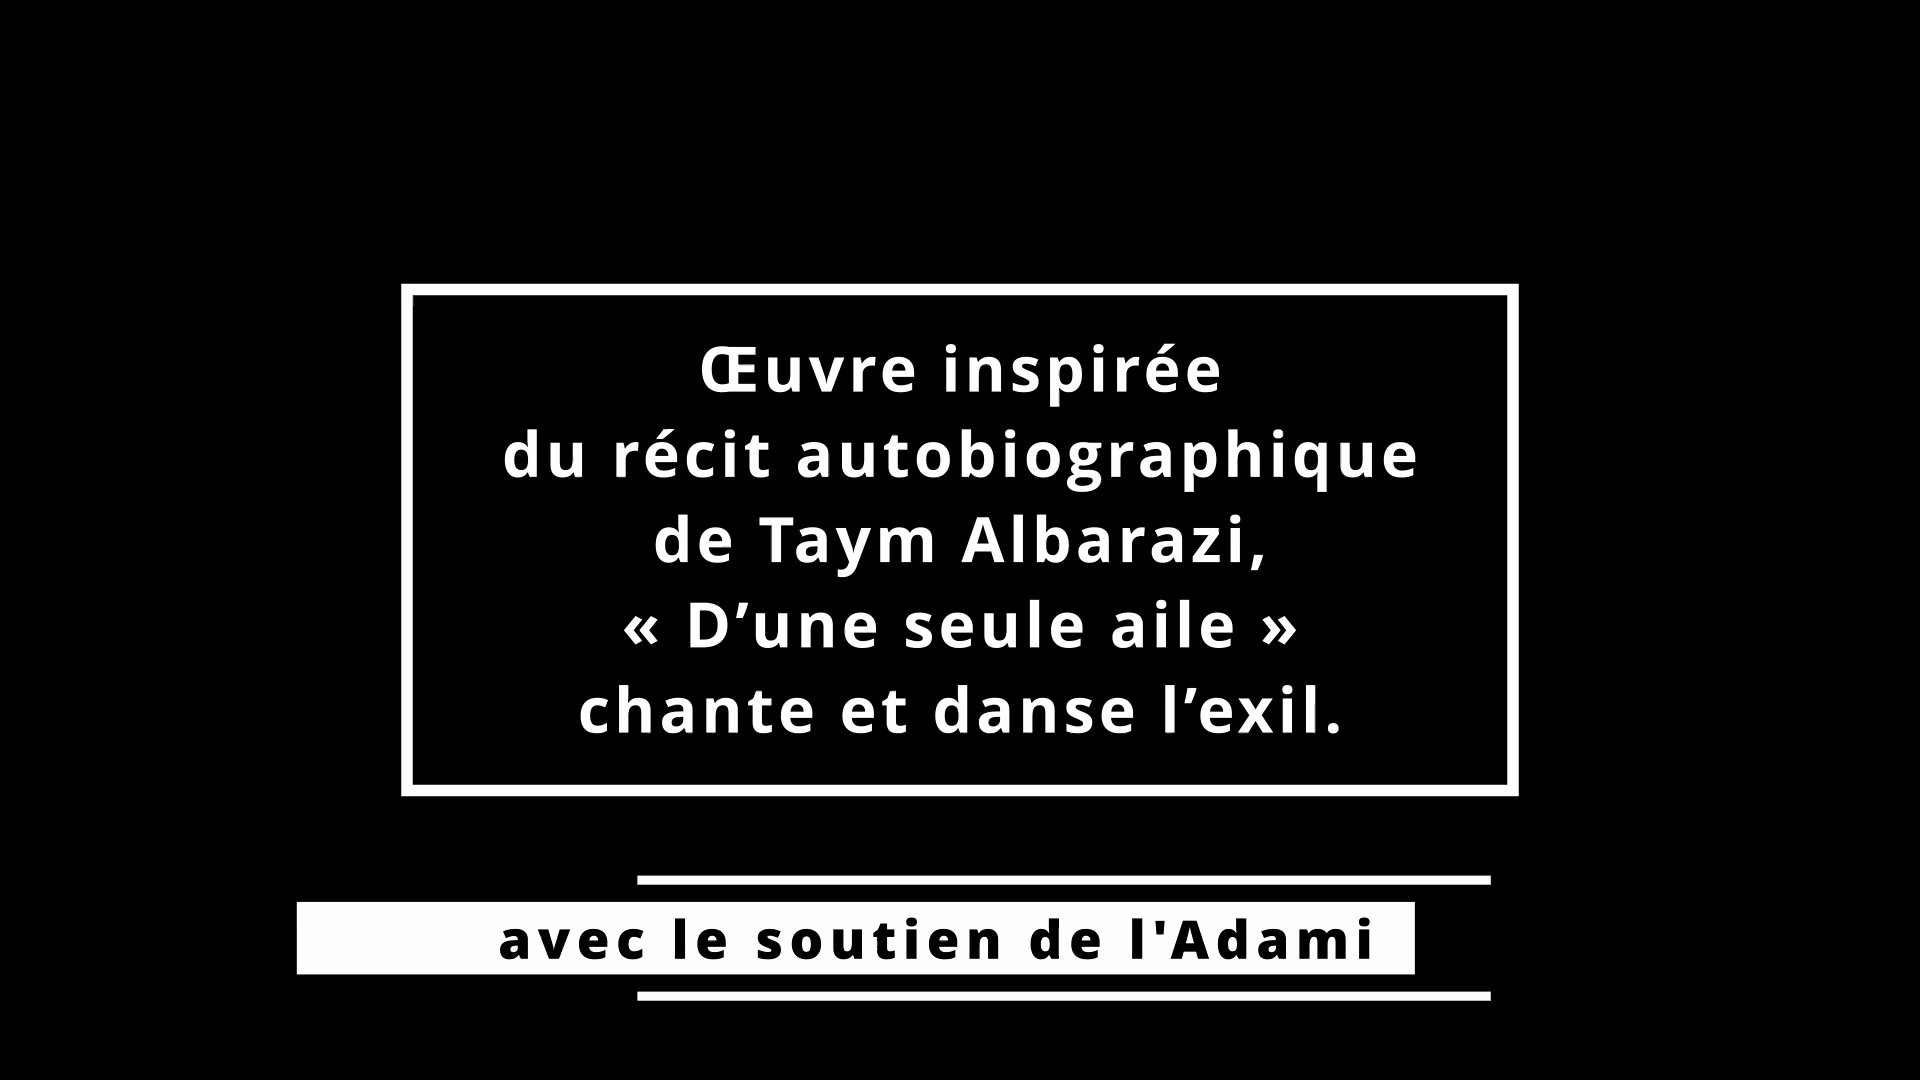 Œuvre inspirée
du récit autobiographique
de Taym Albarazi,
« D’une seule aile »
chante et danse l’exil.
avec le soutien de l'Adami